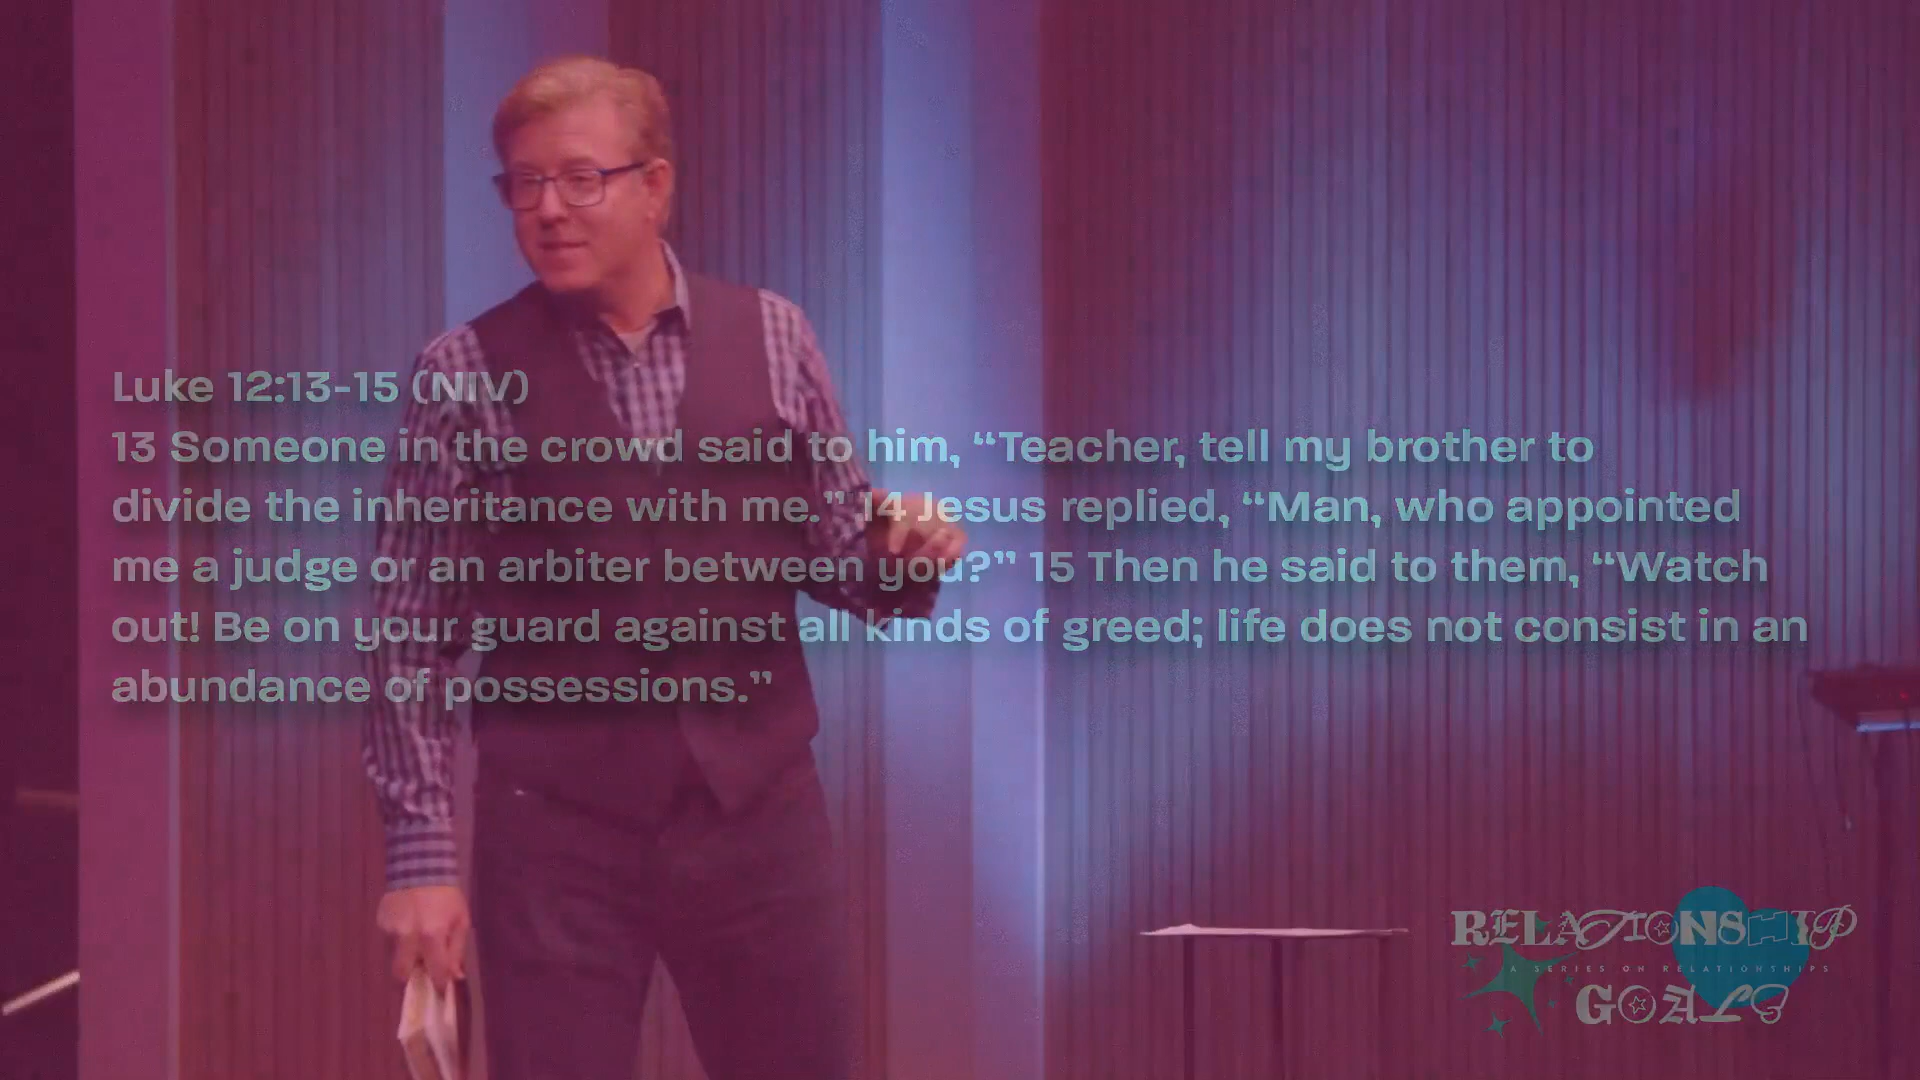 Luke 12:13-15 (NIV)
13 Someone in the crowd said to him, “Teacher, tell my brother to
divide the inheritance with me.” 14 Jesus replied, “Man, who appointed
me a judge or an arbiter between you?” 15 Then he said to them, “Watch
out! Be on your guard against all kinds of greed; life does not consist in an
abundance of possessions.”
RELATIONSHIP
A SERIES ON RELATIONSHIPS
GOALS